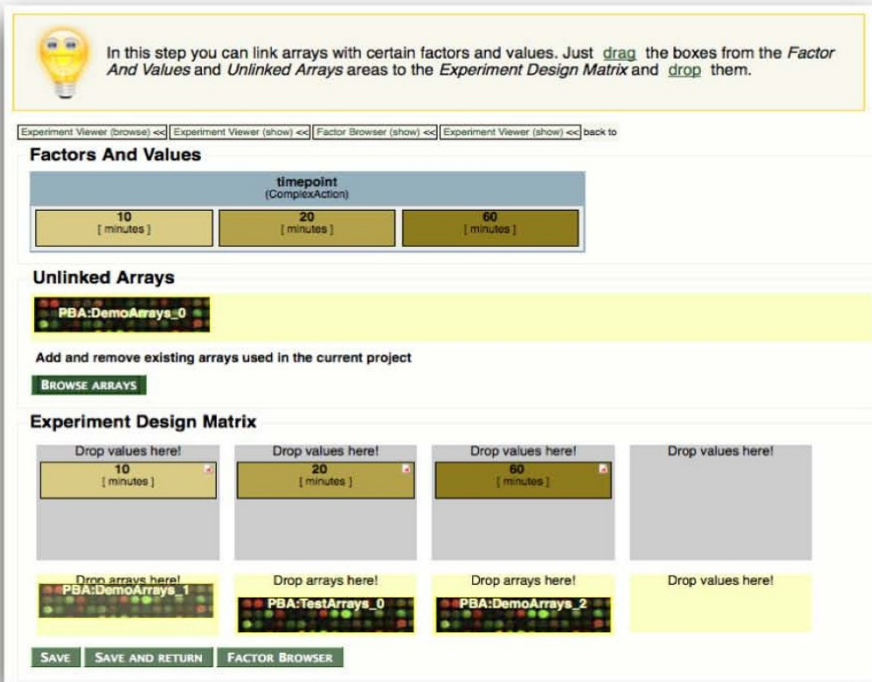 In this step you can link arrays with certain factors and values. Just drag the boxes from the Factor
And Values and Unlinked Arrays areas to the Experiment Design Matrix and drop them.
Experiment Viewer (browse) << Experiment Viewer (show) << Factor Browser (show) << Experiment Viewer (show) << back to
Factors And Values
timepoint
(ComplexAction)
10 20 60
[ minutes ] [ minutes ] [ minutes ]
Unlinked Arrays
PBA:DemoArrays_0
Add and remove existing arrays used in the current project
BROWSE ARRAYS
Experiment Design Matrix
Drop values here! Drop values here! Drop values here! Drop values here!
10 20 60
[ minutes ] [ minutes ] [ minutes ]
Drop arrays here! Drop arrays here! Drop arrays here! Drop values here!
PBA:DemoArrays_1 PBA:TestArrays_0 PBA:DemoArrays_2
SAVE SAVE AND RETURN FACTOR BROWSER